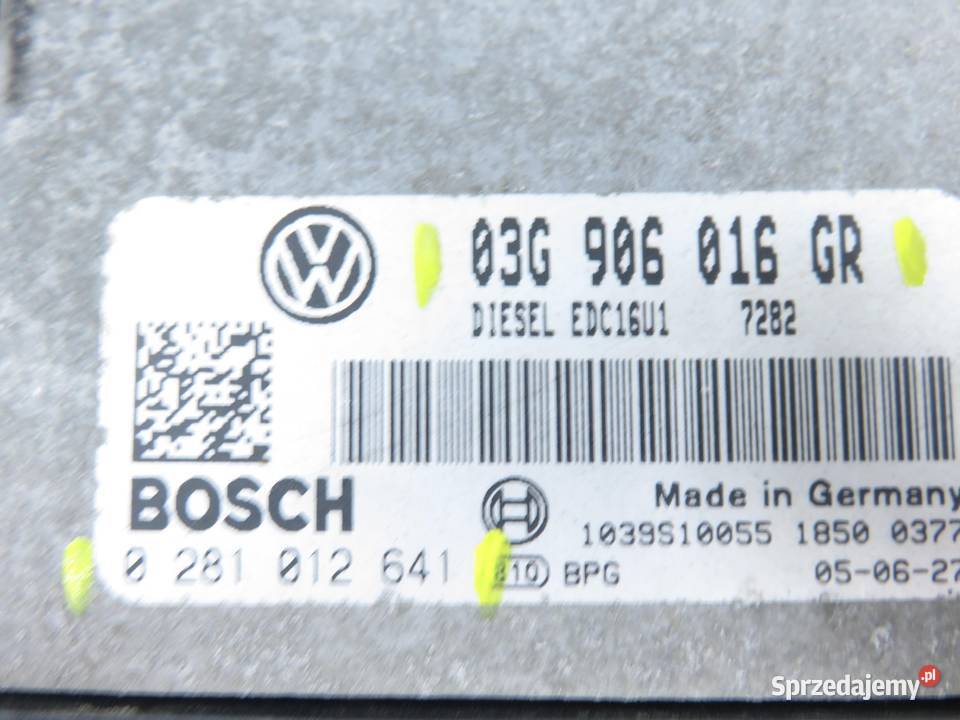 03G 906 016 GR
DIESEL EDC16U1 7282
BOSCH
Made in Germany
1039S10055 1850 0377
0 281 012 641
BPG 05-06-27
Sprzedajemy.pl